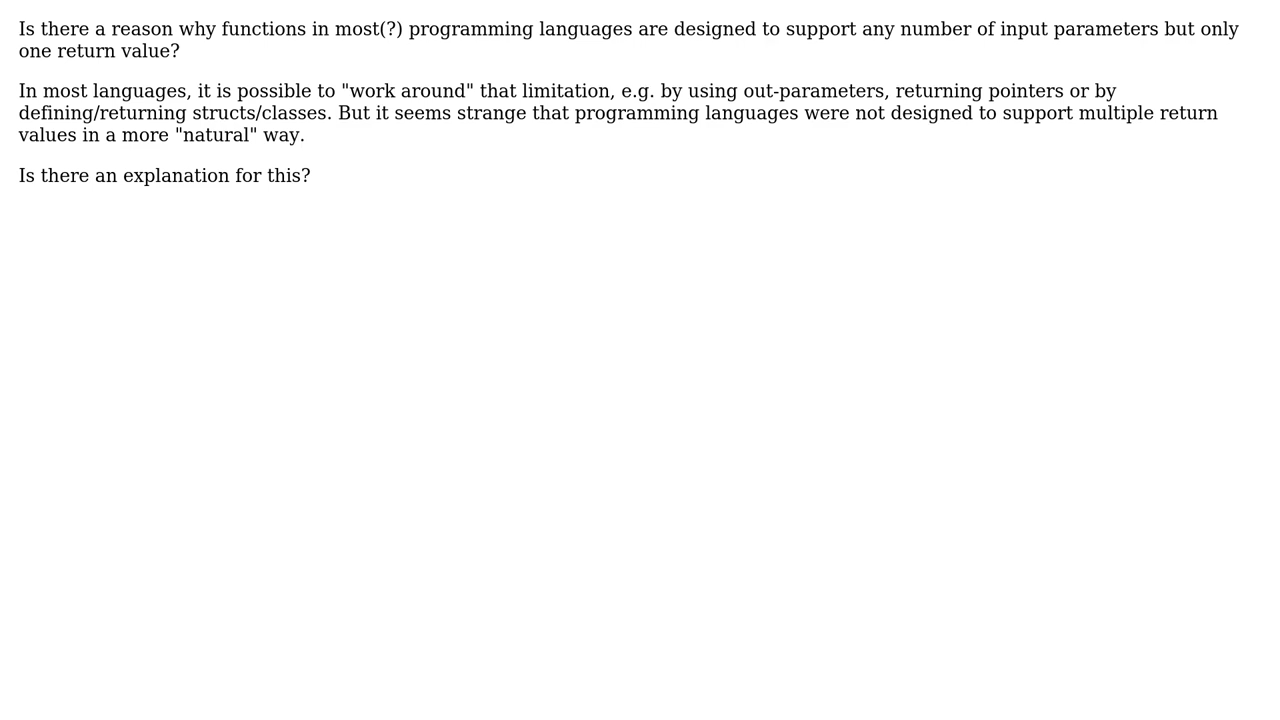 Is there a reason why functions in most(?) programming languages are designed to support any number of input parameters but only
one return value?
In most languages, it is possible to "work around" that limitation, e.g. by using out-parameters, returning pointers or by
defining/returning structs/classes. But it seems strange that programming languages were not designed to support multiple return
values in a more "natural" way.
Is there an explanation for this?